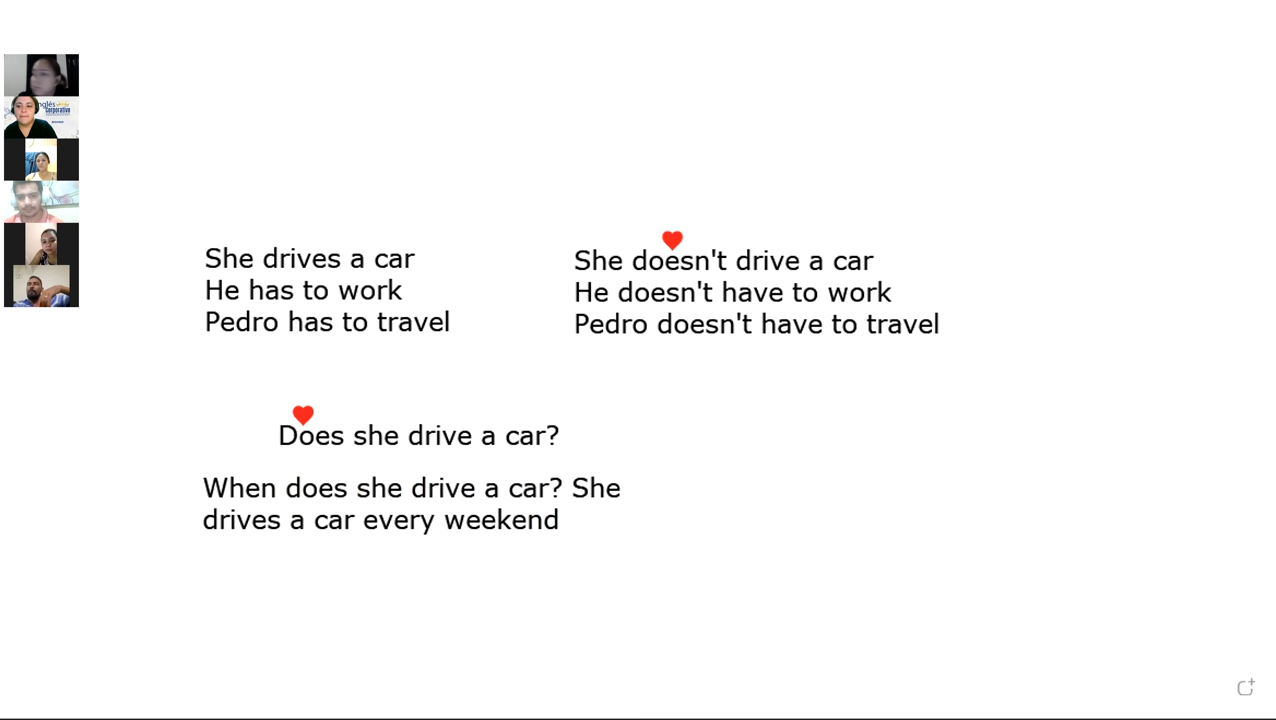 inglés
corporativo
She drives a car
He has to work
Pedro has to travel
She doesn't drive a car
He doesn't have to work
Pedro doesn't have to travel
Does she drive a car?
When does she drive a car? She
drives a car every weekend